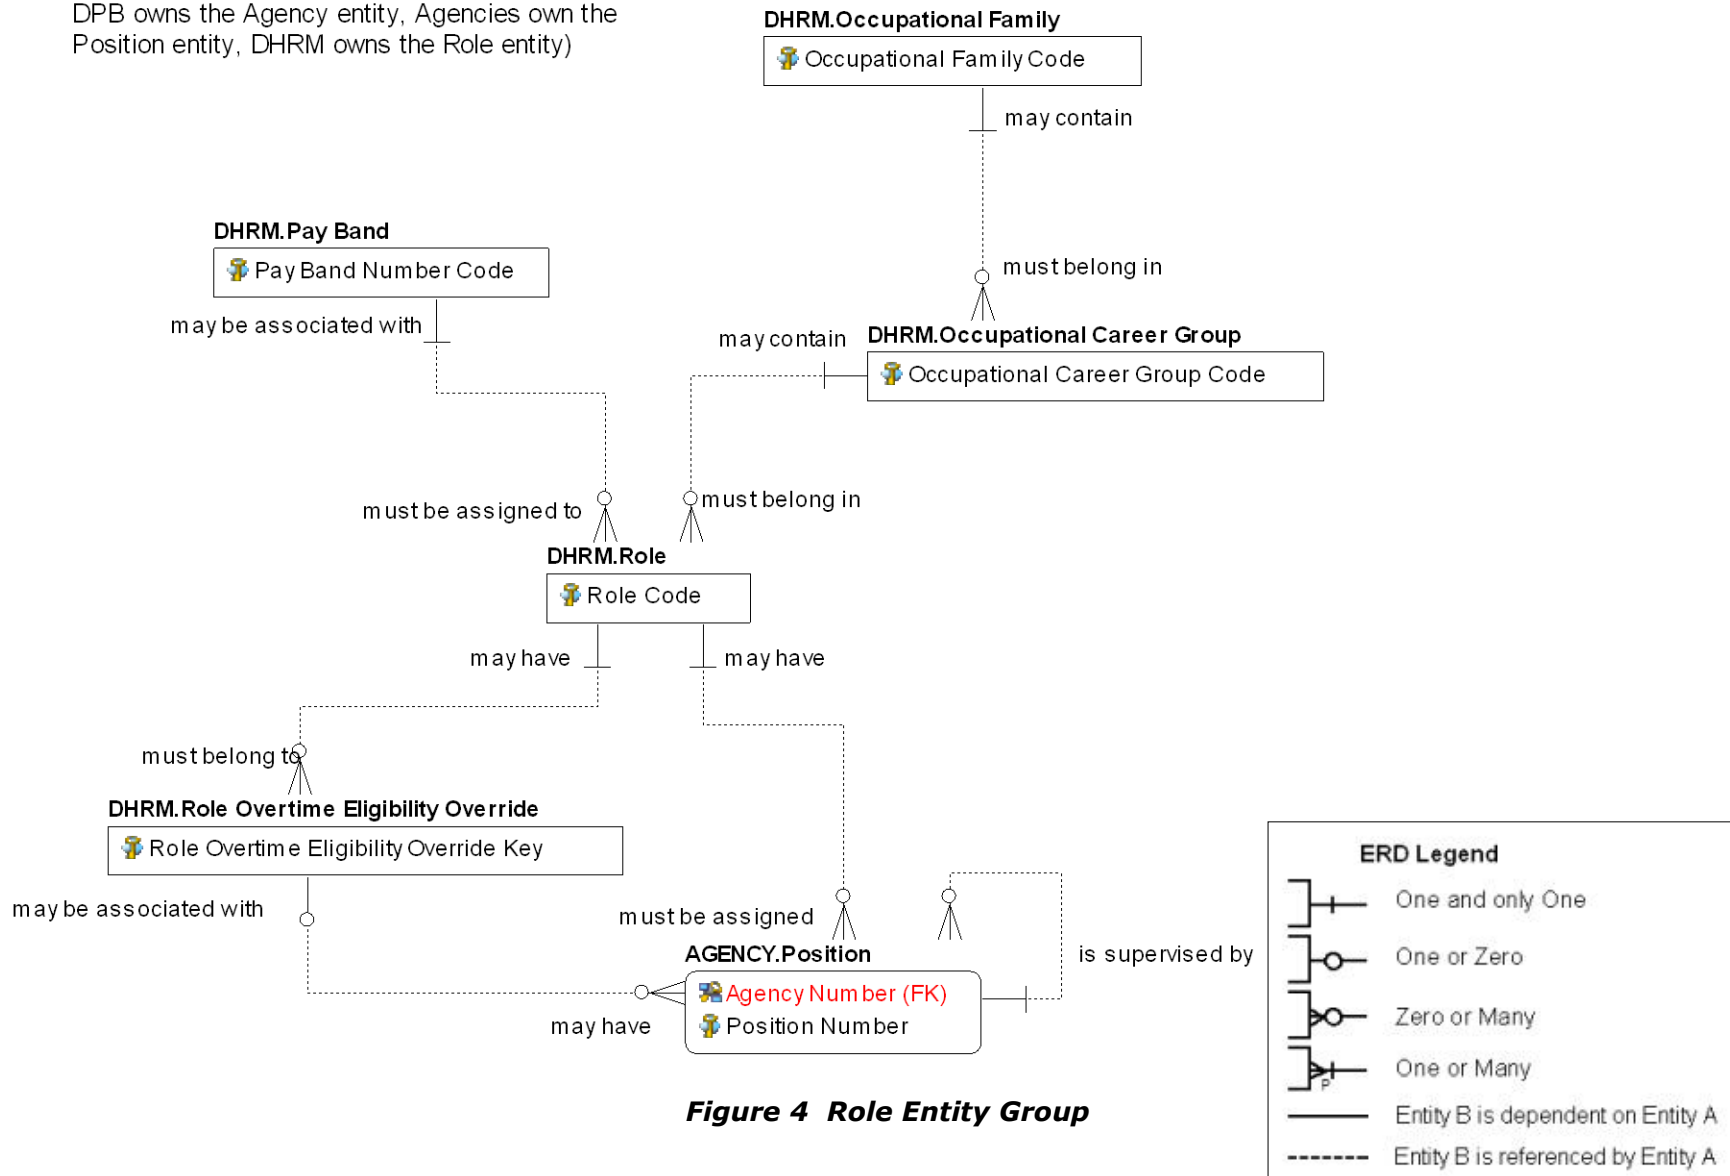 DPB owns the Agency entity, Agencies own the
Position entity, DHRM owns the Role entity)
DHRM.Occupational Family
Occupational Family Code
may contain
must belong in
DHRM.Pay Band
Pay Band Number Code
may be associated with
may contain
DHRM.Occupational Career Group
Occupational Career Group Code
must be assigned to
must belong in
DHRM.Role
Role Code
may have
may have
must belong to
DHRM.Role Overtime Eligibility Override
Role Overtime Eligibility Override Key
may be associated with
must be assigned
AGENCY.Position
Agency Number (FK)
Position Number
is supervised by
may have
Figure 4 Role Entity Group
ERD Legend
One and only One
One or Zero
Zero or Many
One or Many
P
Entity B is dependent on Entity A
Entity B is referenced by Entity A